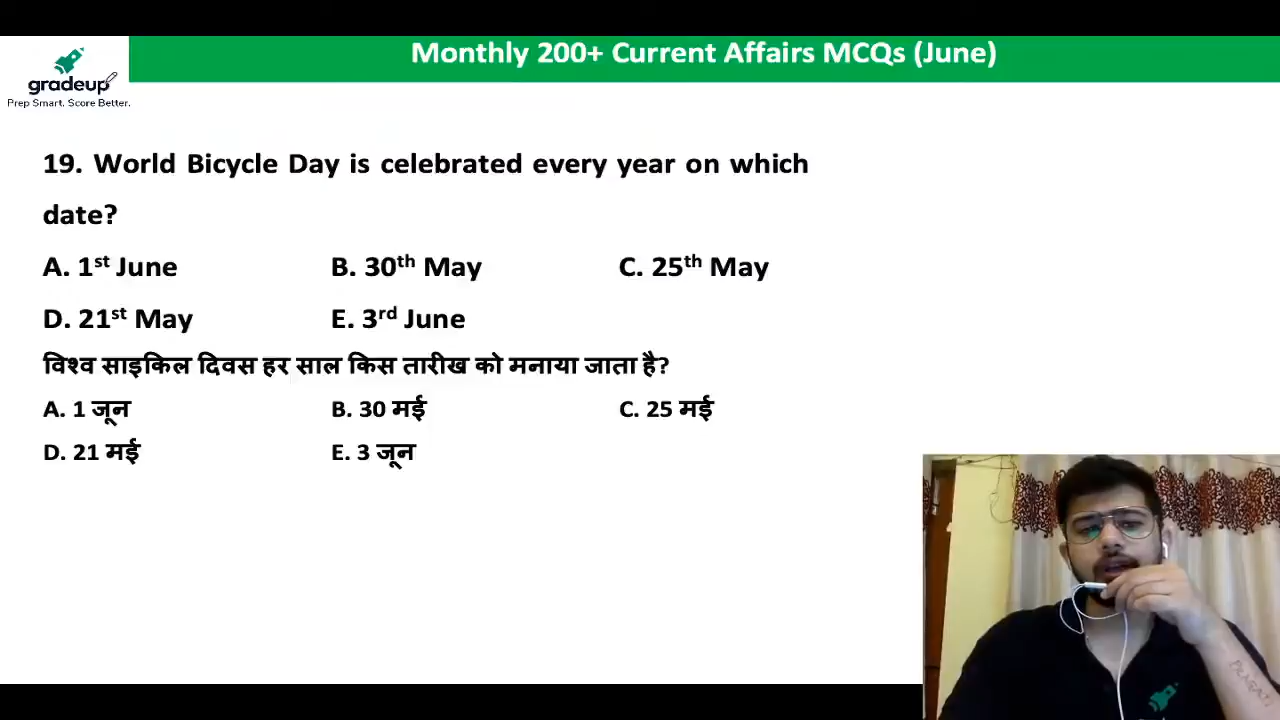 Monthly 200+ Current Affairs MCQs (June)
gradeup
Prep Smart. Score Better.
19. World Bicycle Day is celebrated every year on which
date?
A. 1st June B. 30th May C. 25th May
D. 21st May E. 3rd June
विश्व साइकिल दिवस हर साल किस तारीख को मनाया जाता है?
A. 1 जून B. 30 मई C. 25 मई
D. 21 मई E. 3 जून